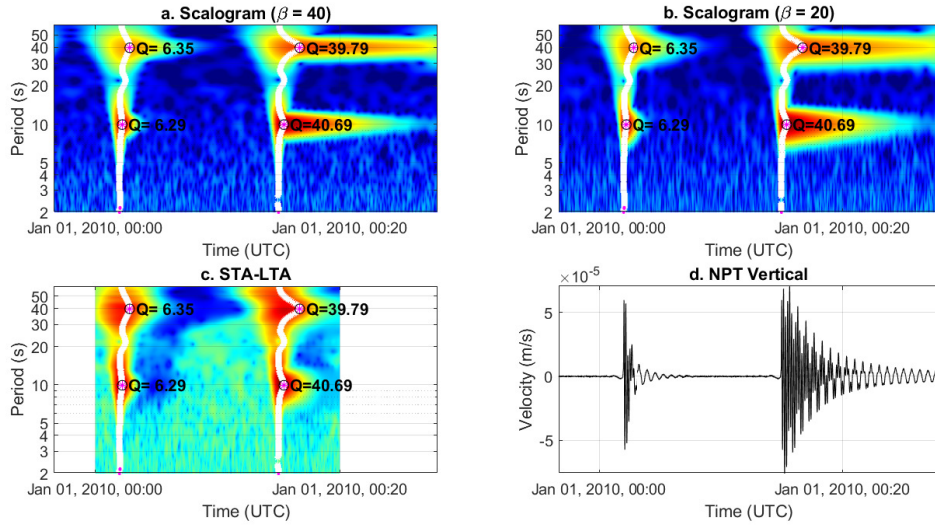 a. Scalogram (β = 40)
50
40
30
20
10
5
4
3
2
Period (s)
Q= 6.35
Q=39.79
Q= 6.29
Q=40.69
Jan 01, 2010, 00:00
Jan 01, 2010, 00:20
Time (UTC)
b. Scalogram (β = 20)
50
40
30
20
10
5
4
3
2
Period (s)
Q= 6.35
Q=39.79
Q= 6.29
Q=40.69
Jan 01, 2010, 00:00
Jan 01, 2010, 00:20
Time (UTC)
c. STA-LTA
50
40
30
20
10
5
4
3
2
Period (s)
Q= 6.35
Q=39.79
Q= 6.29
Q=40.69
Jan 01, 2010, 00:00
Jan 01, 2010, 00:20
Time (UTC)
d. NPT Vertical
×10⁻⁵
5
0
-5
Velocity (m/s)
Jan 01, 2010, 00:00
Jan 01, 2010, 00:20
Time (UTC)